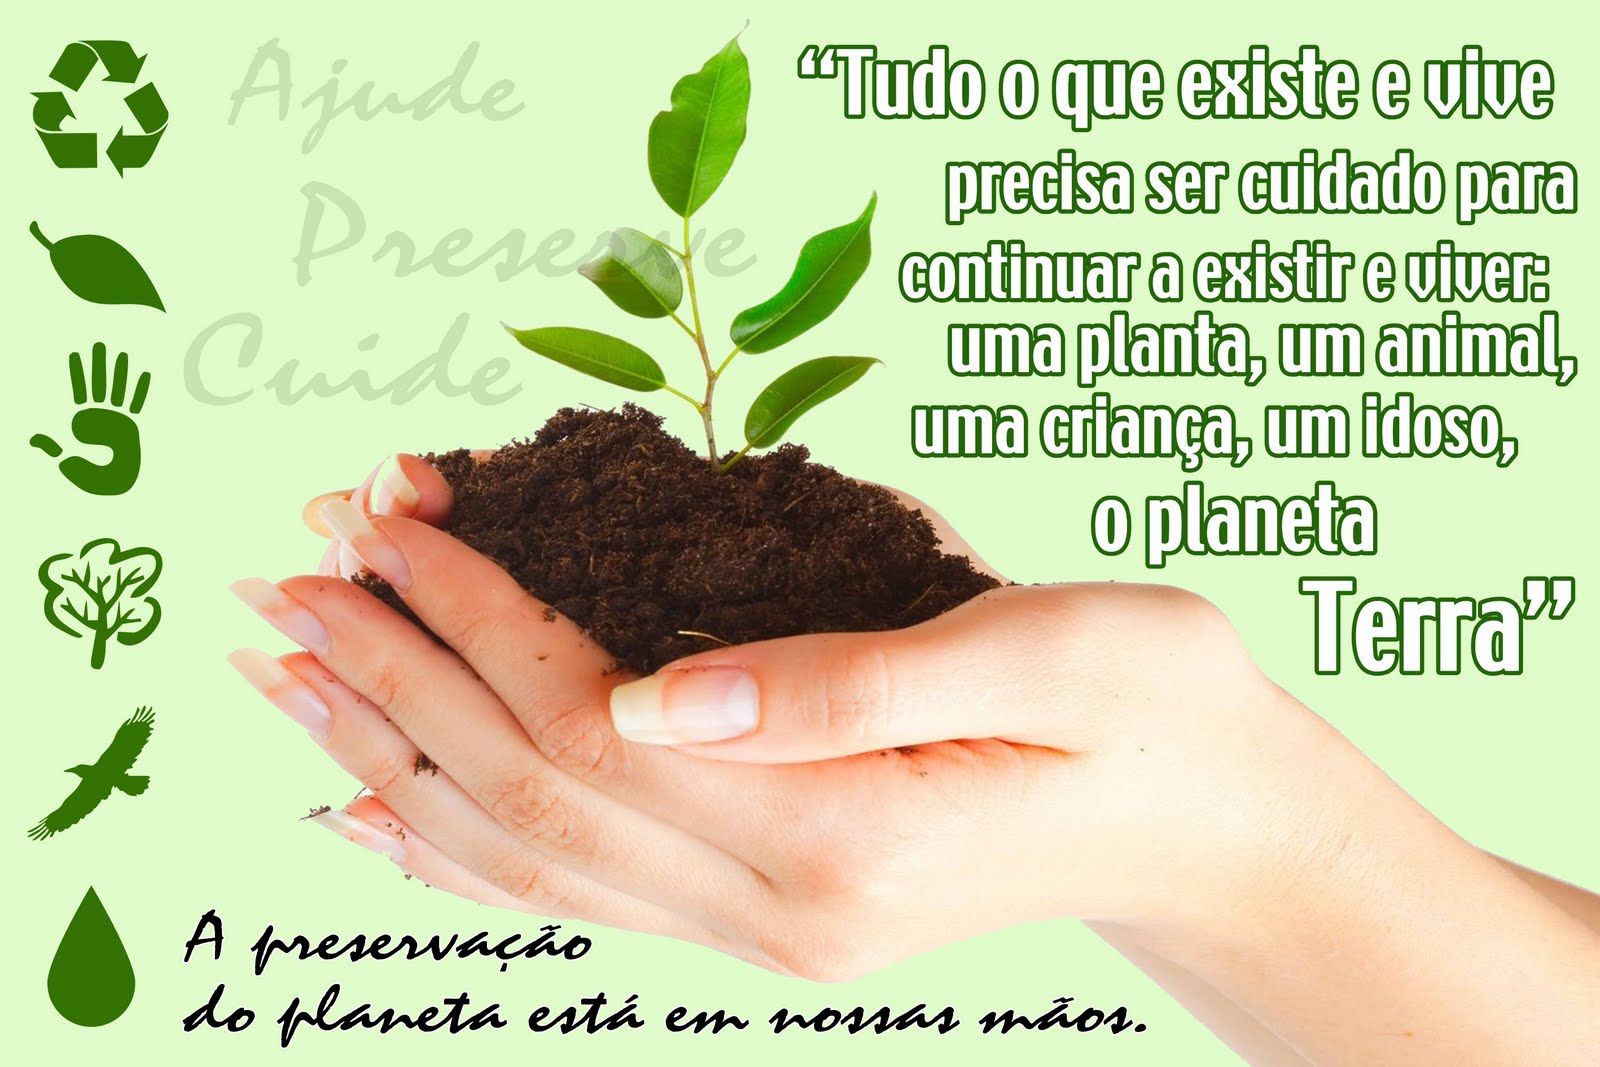 Ajude
Preserve
Cuide
“Tudo o que existe e vive
precisa ser cuidado para
continuar a existir e viver:
uma planta, um animal,
uma criança, um idoso,
o planeta
Terra”
A preservação
do planeta está em nossas mãos.